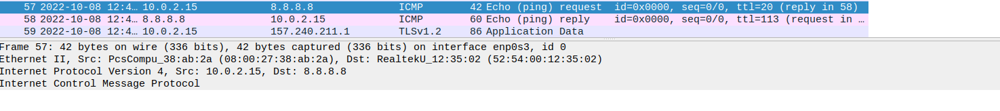 57 2022-10-08 12:4… 10.0.2.15 8.8.8.8 ICMP 42 Echo (ping) request id=0x0000, seq=0/0, ttl=20 (reply in 58)
58 2022-10-08 12:4… 8.8.8.8 10.0.2.15 ICMP 60 Echo (ping) reply id=0x0000, seq=0/0, ttl=113 (request in …
59 2022-10-08 12:4… 10.0.2.15 157.240.211.1 TLSv1.2 86 Application Data
Frame 57: 42 bytes on wire (336 bits), 42 bytes captured (336 bits) on interface enp0s3, id 0
Ethernet II, Src: PcsCompu_38:ab:2a (08:00:27:38:ab:2a), Dst: RealtekU_12:35:02 (52:54:00:12:35:02)
Internet Protocol Version 4, Src: 10.0.2.15, Dst: 8.8.8.8
Internet Control Message Protocol